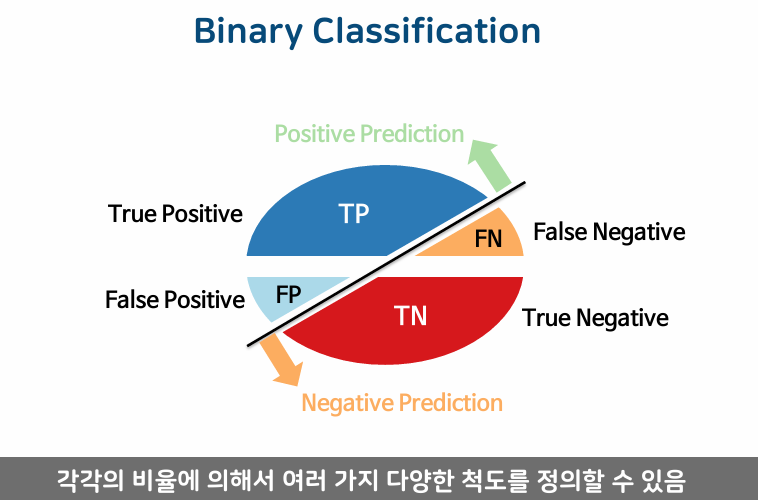 Binary Classification
Positive Prediction
True Positive
TP
FN
False Negative
False Positive
FP
TN
True Negative
Negative Prediction
각각의 비율에 의해서 여러 가지 다양한 척도를 정의할 수 있음